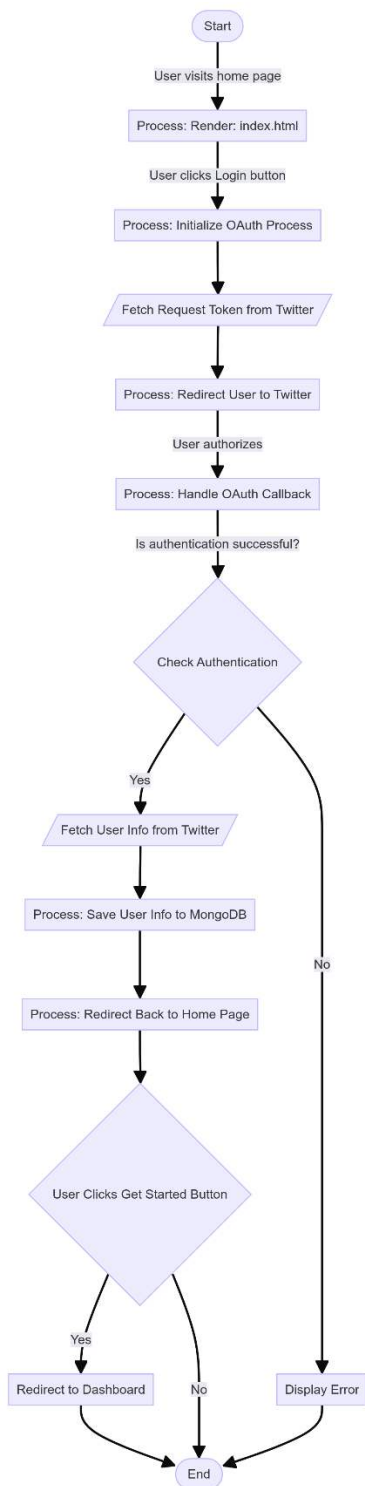 Start
User visits home page
Process: Render: index.html
User clicks Login button
Process: Initialize OAuth Process
Fetch Request Token from Twitter
Process: Redirect User to Twitter
User authorizes
Process: Handle OAuth Callback
Is authentication successful?
Check Authentication
Yes
Fetch User Info from Twitter
Process: Save User Info to MongoDB
No
Process: Redirect Back to Home Page
User Clicks Get Started Button
Yes
No
Redirect to Dashboard
Display Error
End